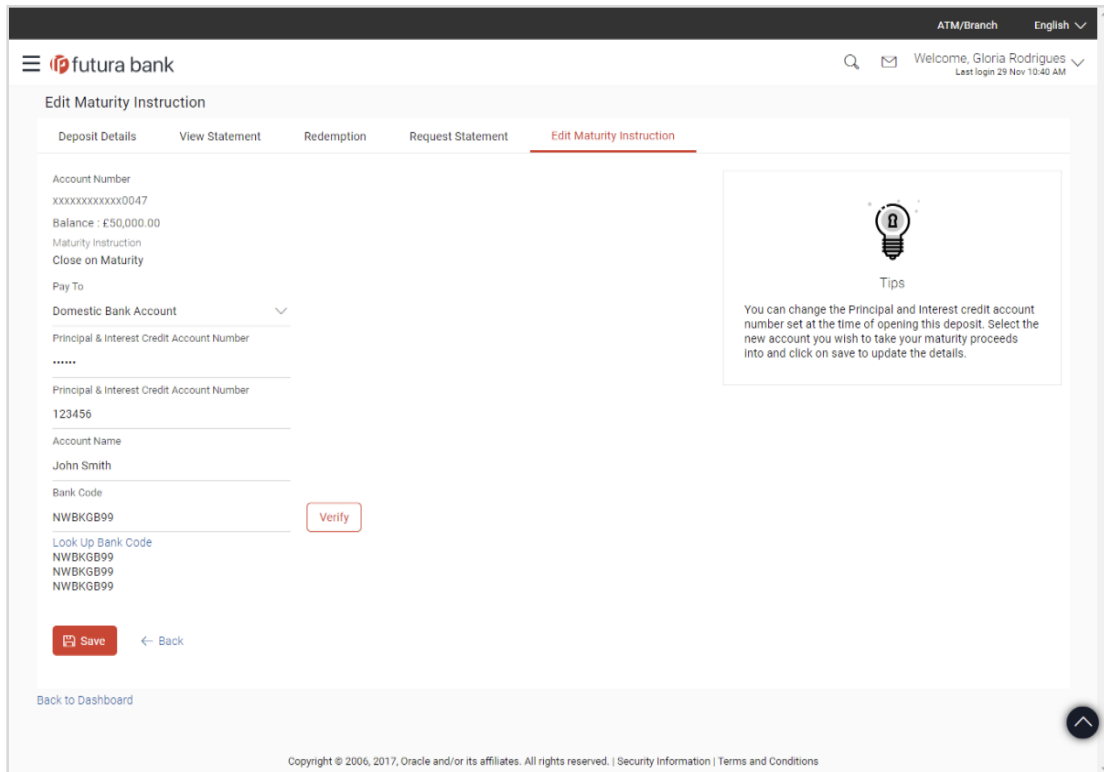 ATM/Branch English
futura bank
Welcome, Gloria Rodrigues
Last login 29 Nov 10:40 AM
Edit Maturity Instruction
Deposit Details View Statement Redemption Request Statement Edit Maturity Instruction
Account Number
xxxxxxxxxxxx0047
Balance : £50,000.00
Maturity Instruction
Close on Maturity
Pay To
Domestic Bank Account
Principal & Interest Credit Account Number
••••••
Principal & Interest Credit Account Number
123456
Account Name
John Smith
Bank Code
NWBKGB99 Verify
Look Up Bank Code
NWBKGB99
NWBKGB99
NWBKGB99
Save Back
Tips
You can change the Principal and Interest credit account
number set at the time of opening this deposit. Select the
new account you wish to take your maturity proceeds
into and click on save to update the details.
Back to Dashboard
Copyright © 2006, 2017, Oracle and/or its affiliates. All rights reserved. | Security Information | Terms and Conditions